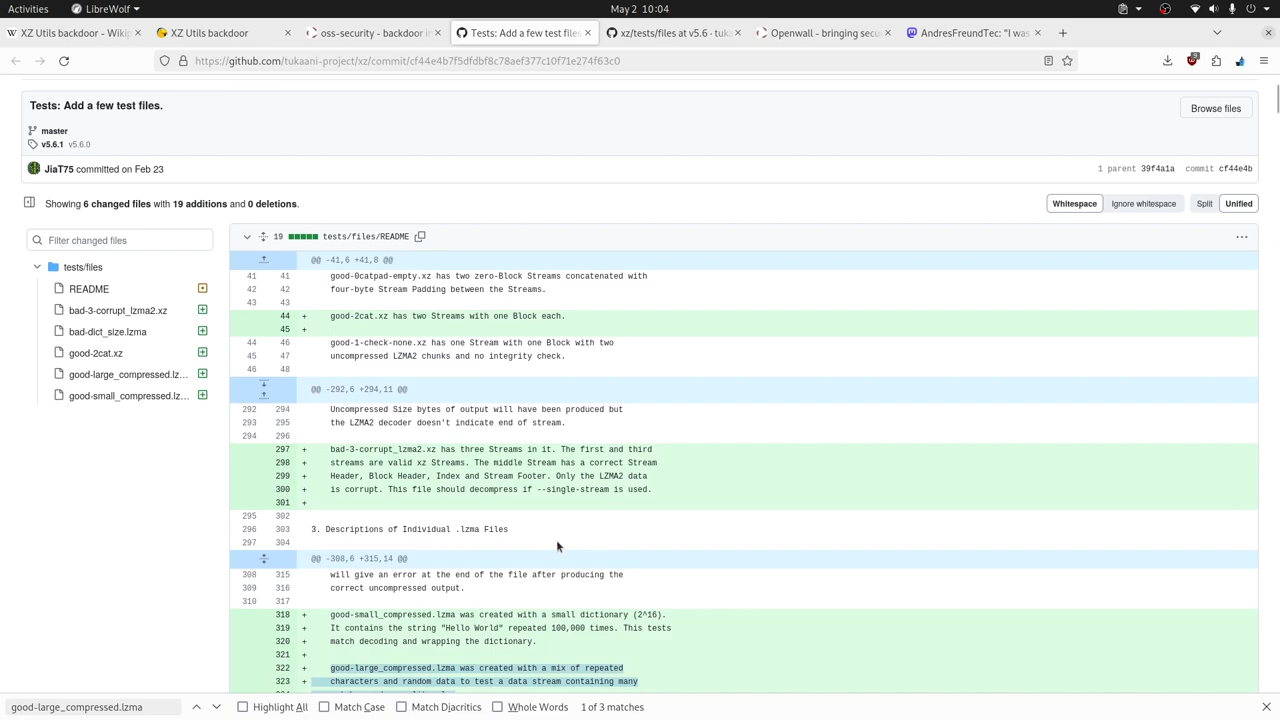 Activities LibreWolf May 2 10:04
XZ Utils backdoor - Wikip XZ Utils backdoor oss-security - backdoor in Tests: Add a few test files xz/tests/files at v5.6 · tuka Openwall - bringing secu AndresFreundTec: "I was
https://github.com/tukaani-project/xz/commit/cf44e4b7f5dfdbf8c78aef377c10f71e274f63c0
Tests: Add a few test files.
Browse files
master
v5.6.1 v5.6.0
JiaT75 committed on Feb 23 1 parent 39f4a1a commit cf44e4b
Showing 6 changed files with 19 additions and 0 deletions. Whitespace Ignore whitespace Split Unified
Filter changed files
tests/files
README
bad-3-corrupt_lzma2.xz
bad-dict_size.lzma
good-2cat.xz
good-large_compressed.lz...
good-small_compressed.lz...
19 tests/files/README
@@ -41,6 +41,8 @@
41 41 good-0catpad-empty.xz has two zero-Block Streams concatenated with
42 42 four-byte Stream Padding between the Streams.
43 43
44 + good-2cat.xz has two Streams with one Block each.
45 +
44 46 good-1-check-none.xz has one Stream with one Block with two
45 47 uncompressed LZMA2 chunks and no integrity check.
46 48
@@ -292,6 +294,11 @@
292 294 Uncompressed Size bytes of output will have been produced but
293 295 the LZMA2 decoder doesn't indicate end of stream.
294 296
297 + bad-3-corrupt_lzma2.xz has three Streams in it. The first and third
298 + streams are valid xz Streams. The middle Stream has a correct Stream
299 + Header, Block Header, Index and Stream Footer. Only the LZMA2 data
300 + is corrupt. This file should decompress if --single-stream is used.
301 +
295 302
296 303 3. Descriptions of Individual .lzma Files
297 304
@@ -308,6 +315,14 @@
308 315 will give an error at the end of the file after producing the
309 316 correct uncompressed output.
310 317
318 + good-small_compressed.lzma was created with a small dictionary (2^16).
319 + It contains the string "Hello World" repeated 100,000 times. This tests
320 + match decoding and wrapping the dictionary.
321 +
322 + good-large_compressed.lzma was created with a mix of repeated
323 + characters and random data to test a data stream containing many
good-large_compressed.lzma Highlight All Match Case Match Diacritics Whole Words 1 of 3 matches